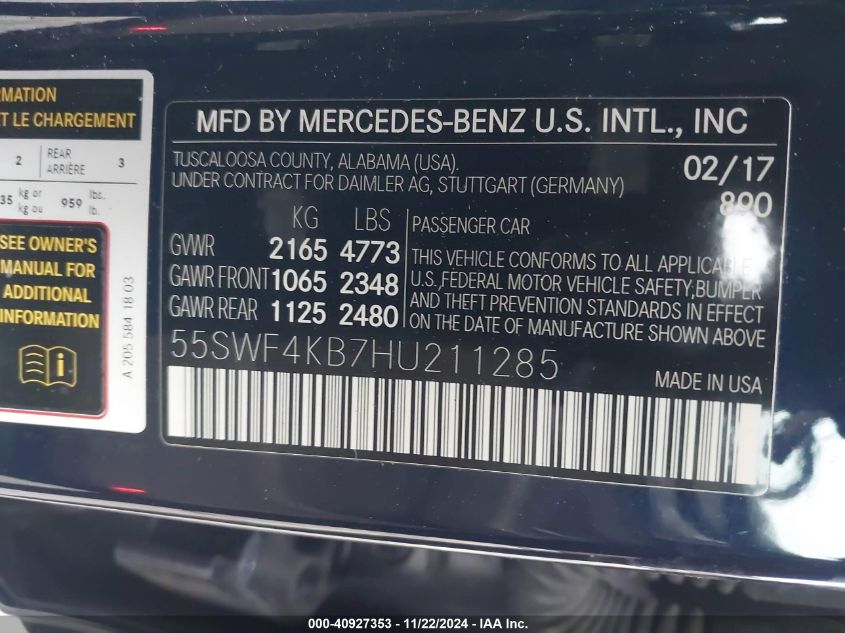 RMATION
ET LE CHARGEMENT
2 REAR ARRIÈRE 3
35 kg or kg ou 959 lbs. lb.
SEE OWNER'S
MANUAL FOR
ADDITIONAL
INFORMATION
A 205 584 18 03
MFD BY MERCEDES-BENZ U.S. INTL., INC
TUSCALOOSA COUNTY, ALABAMA (USA). 02/17
UNDER CONTRACT FOR DAIMLER AG, STUTTGART (GERMANY) 890
KG LBS
GVWR 2165 4773
GAWR FRONT 1065 2348
GAWR REAR 1125 2480
PASSENGER CAR
THIS VEHICLE CONFORMS TO ALL APPLICABLE
U.S. FEDERAL MOTOR VEHICLE SAFETY, BUMPER
AND THEFT PREVENTION STANDARDS IN EFFECT
ON THE DATE OF MANUFACTURE SHOWN ABOVE
55SWF4KB7HU211285
MADE IN USA
000-40927353 - 11/22/2024 - IAA Inc.